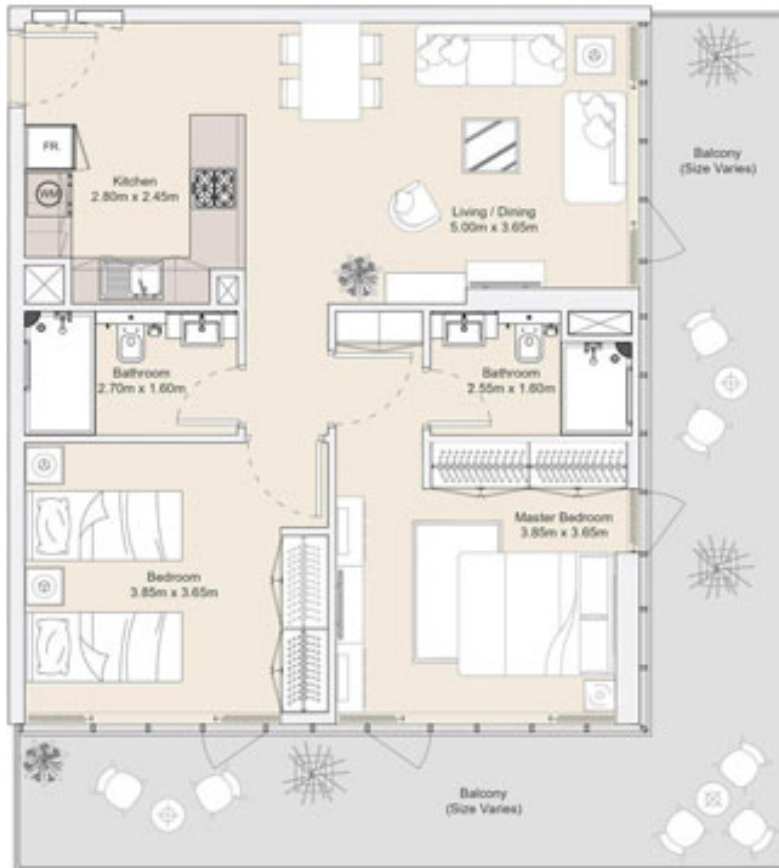 FR.
WM
Kitchen
2.80m x 2.45m
Living / Dining
5.00m x 3.65m
Balcony
(Size Varies)
Bathroom
2.70m x 1.60m
Bathroom
2.55m x 1.60m
Master Bedroom
3.85m x 3.65m
Bedroom
3.85m x 3.65m
Balcony
(Size Varies)